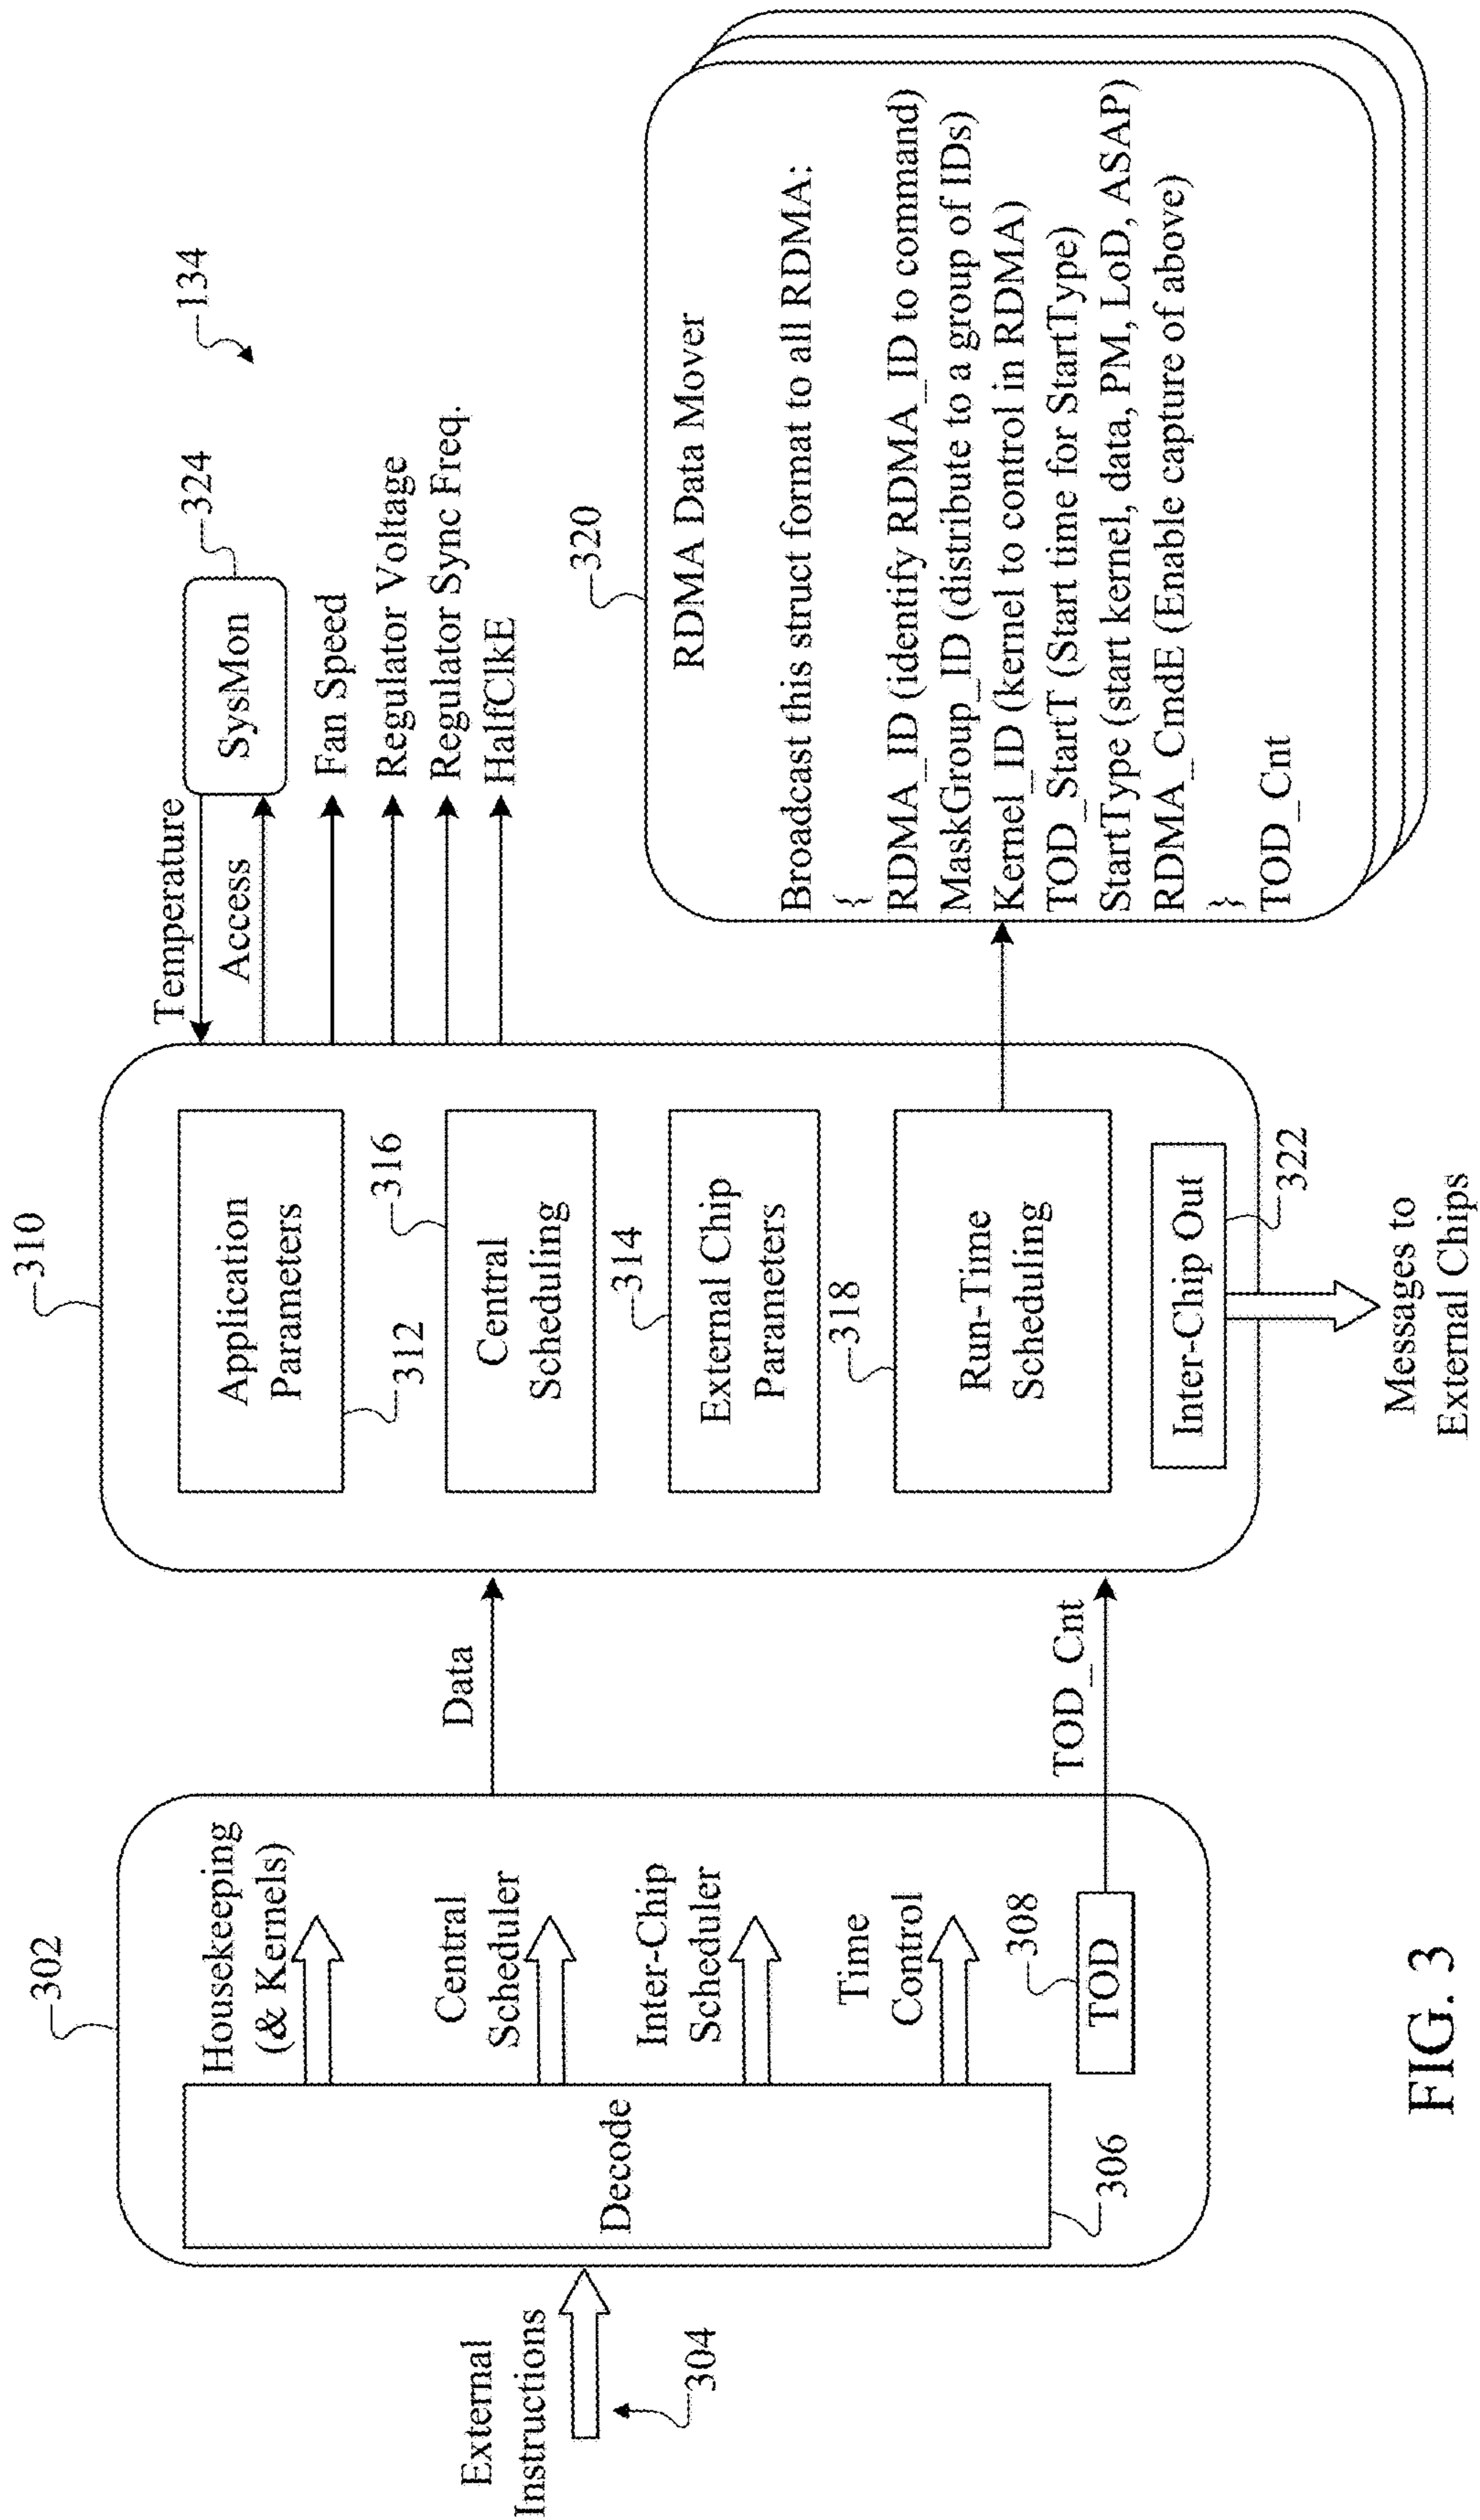 134
302
External
Instructions
304
Decode
306
Housekeeping
(& Kernels)
Central
Scheduler
Inter-Chip
Scheduler
Time
Control
TOD
308
Data
TOD_Cnt
310
Application
Parameters
312
316
Central
Scheduling
314
External Chip
Parameters
318
Run-Time
Scheduling
Inter-Chip Out
322
Messages to
External Chips
Temperature
Access
SysMon
324
Fan Speed
Regulator Voltage
Regulator Sync Freq.
HalfClkE
320
RDMA Data Mover
Broadcast this struct format to all RDMA:
{
RDMA_ID (identify RDMA_ID to command)
MaskGroup_ID (distribute to a group of IDs)
Kernel_ID (kernel to control in RDMA)
TOD_StartT (Start time for StartType)
StartType (start kernel, data, PM, LoD, ASAP)
RDMA_CmdE (Enable capture of above)
}
TOD_Cnt
FIG. 3